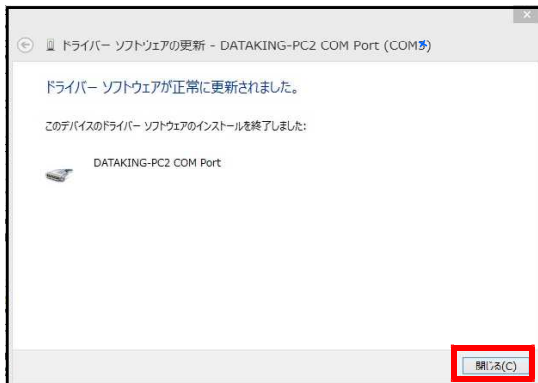 ドライバー ソフトウェアの更新 - DATAKING-PC2 COM Port (COM3)
ドライバー ソフトウェアが正常に更新されました。
このデバイスのドライバー ソフトウェアのインストールを終了しました:
DATAKING-PC2 COM Port
閉じる(C)